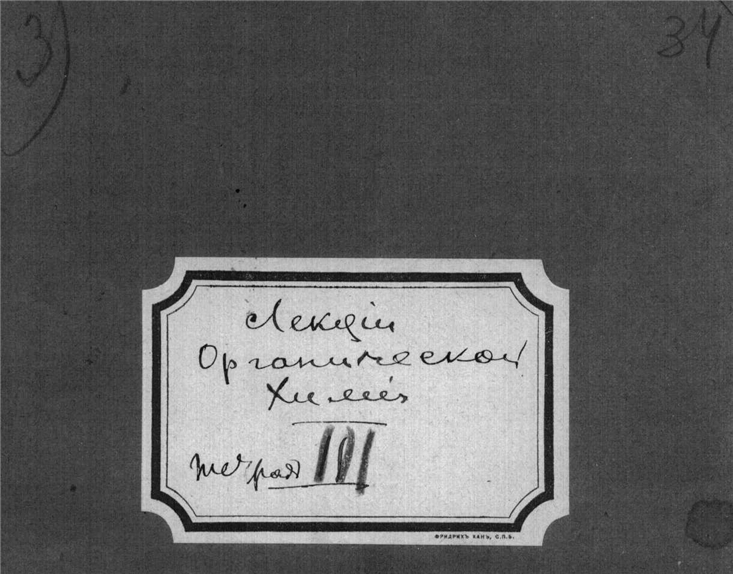 3)
34
Лекціи
Органической
Химіи
тетрадь III
ФРИДРИХЪ КАНЪ, С.П.Б.